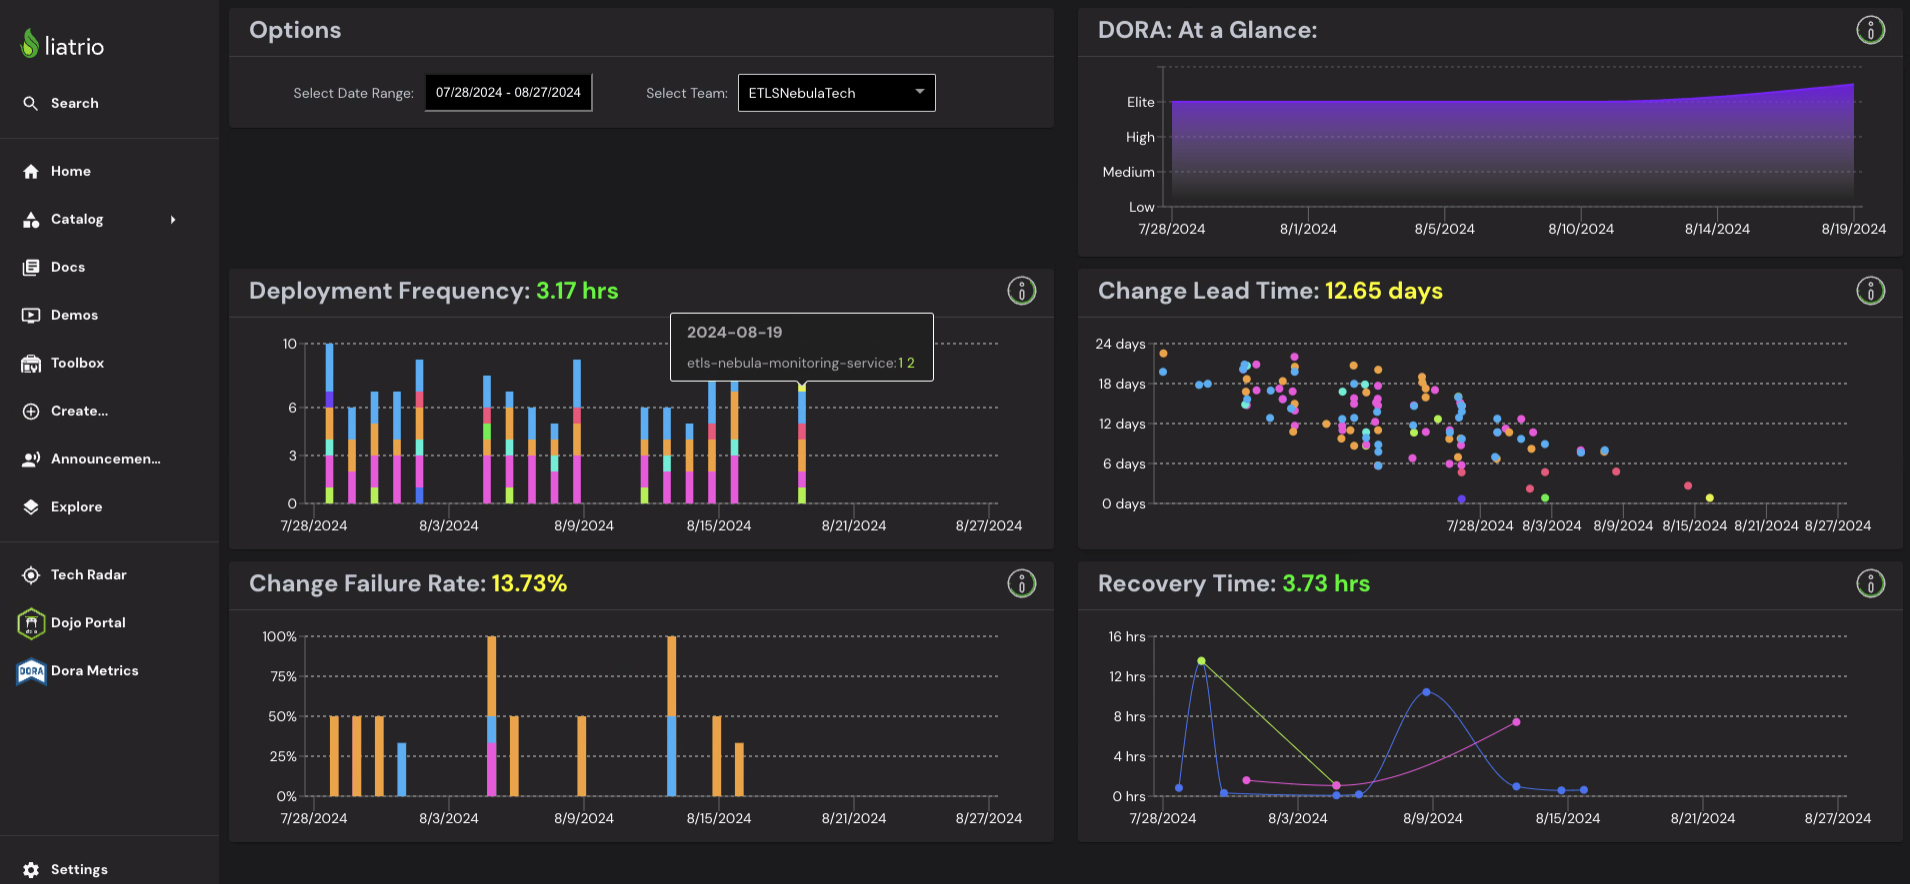 liatrio
Search
Home
Catalog
Docs
Demos
Toolbox
Create...
Announcemen...
Explore
Tech Radar
Dojo Portal
DORA
Dora Metrics
Settings
Options
Select Date Range: 07/28/2024 - 08/27/2024
Select Team: ETLSNebulaTech
DORA: At a Glance:
Elite
High
Medium
Low
7/28/2024 8/1/2024 8/5/2024 8/10/2024 8/14/2024 8/19/2024
Deployment Frequency: 3.17 hrs
2024-08-19
etls-nebula-monitoring-service:1 2
10
6
3
0
7/28/2024 8/3/2024 8/9/2024 8/15/2024 8/21/2024 8/27/2024
Change Lead Time: 12.65 days
24 days
18 days
12 days
6 days
0 days
7/28/2024 8/3/2024 8/9/2024 8/15/2024 8/21/2024 8/27/2024
Change Failure Rate: 13.73%
100%
75%
50%
25%
0%
7/28/2024 8/3/2024 8/9/2024 8/15/2024 8/21/2024 8/27/2024
Recovery Time: 3.73 hrs
16 hrs
12 hrs
8 hrs
4 hrs
0 hrs
7/28/2024 8/3/2024 8/9/2024 8/15/2024 8/21/2024 8/27/2024